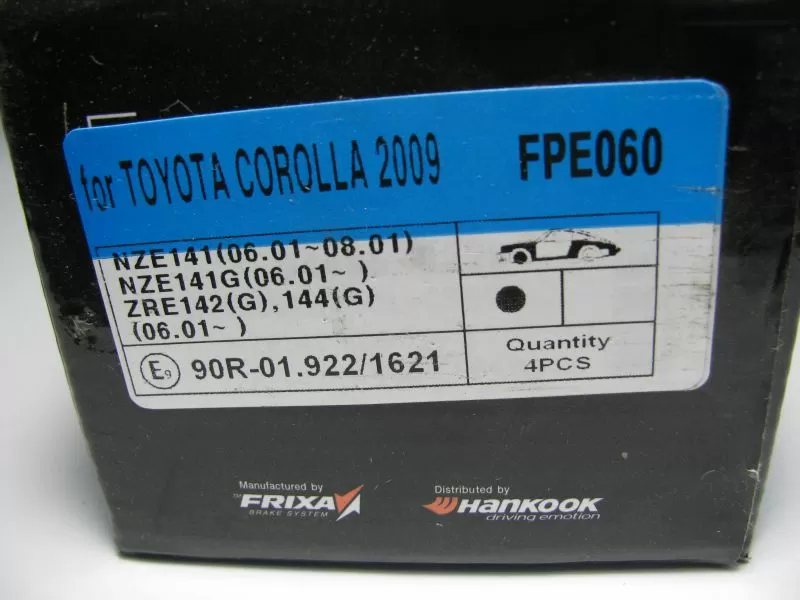 for TOYOTA COROLLA 2009 FPE060
NZE141(06.01~08.01)
NZE141G(06.01~ )
ZRE142(G),144(G)
(06.01~ )
E9 90R-01.922/1621
Quantity
4PCS
Manufactured by
™FRIXA
BRAKE SYSTEM
Distributed by
HANKOOK
driving emotion